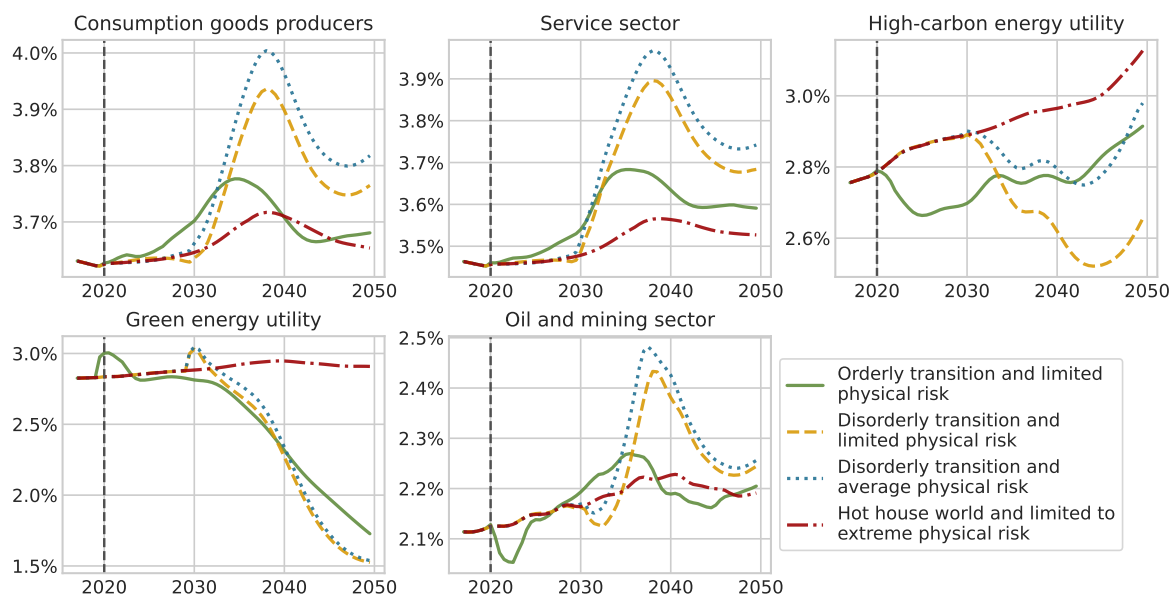 Consumption goods producers
4.0%
3.9%
3.8%
3.7%
2020 2030 2040 2050
Service sector
3.9%
3.8%
3.7%
3.6%
3.5%
2020 2030 2040 2050
High-carbon energy utility
3.0%
2.8%
2.6%
2020 2030 2040 2050
Green energy utility
3.0%
2.5%
2.0%
1.5%
2020 2030 2040 2050
Oil and mining sector
2.5%
2.4%
2.3%
2.2%
2.1%
2020 2030 2040 2050
Orderly transition and limited
physical risk
Disorderly transition and
limited physical risk
Disorderly transition and
average physical risk
Hot house world and limited to
extreme physical risk